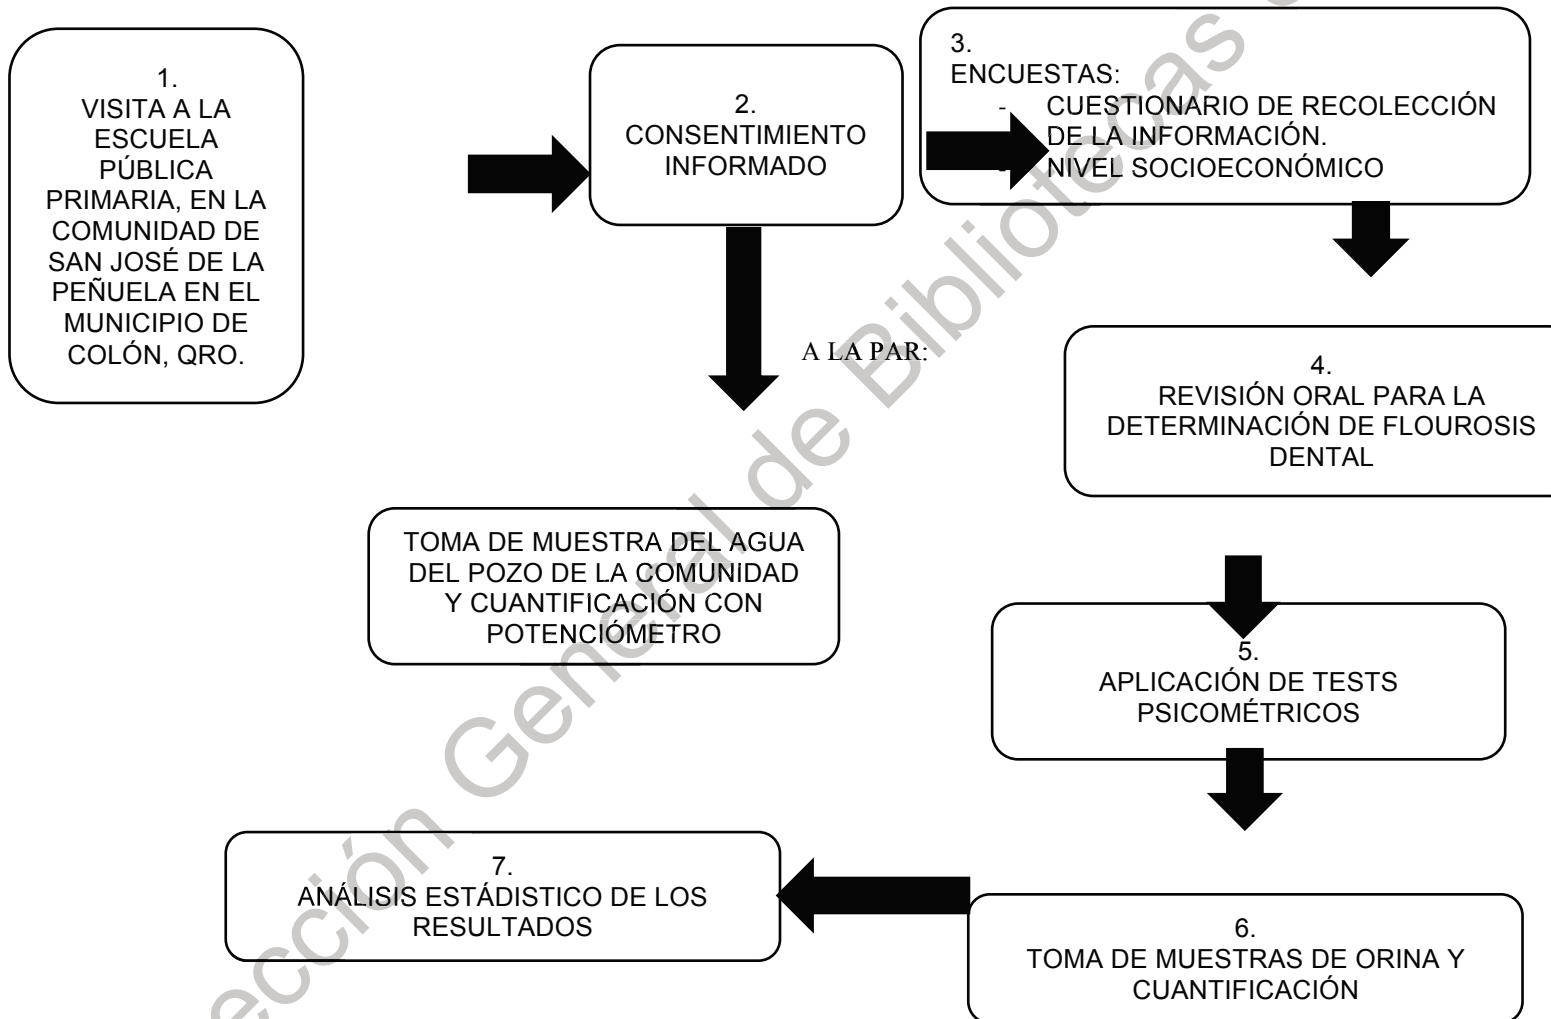 1.
VISITA A LA
ESCUELA
PÚBLICA
PRIMARIA, EN LA
COMUNIDAD DE
SAN JOSÉ DE LA
PEÑUELA EN EL
MUNICIPIO DE
COLÓN, QRO.
2.
CONSENTIMIENTO
INFORMADO
3.
ENCUESTAS:
- CUESTIONARIO DE RECOLECCIÓN
DE LA INFORMACIÓN.
- NIVEL SOCIOECONÓMICO
A LA PAR:
4.
REVISIÓN ORAL PARA LA
DETERMINACIÓN DE FLOUROSIS
DENTAL
TOMA DE MUESTRA DEL AGUA
DEL POZO DE LA COMUNIDAD
Y CUANTIFICACIÓN CON
POTENCIÓMETRO
5.
APLICACIÓN DE TESTS
PSICOMÉTRICOS
6.
TOMA DE MUESTRAS DE ORINA Y
CUANTIFICACIÓN
7.
ANÁLISIS ESTÁDISTICO DE LOS
RESULTADOS
General de Bibliotecas